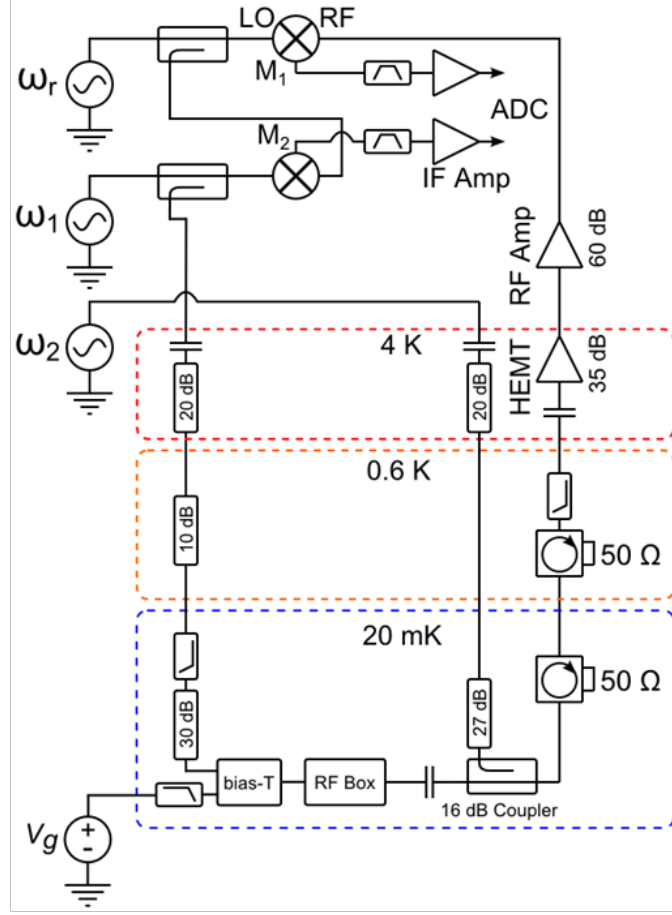 LO
RF
ωr
M₁
ADC
M₂
IF Amp
ω₁
RF Amp
60 dB
ω₂
4 K
HEMT
35 dB
20 dB
20 dB
0.6 K
10 dB
50 Ω
20 mK
50 Ω
30 dB
27 dB
bias-T
RF Box
16 dB Coupler
Vg
+
-